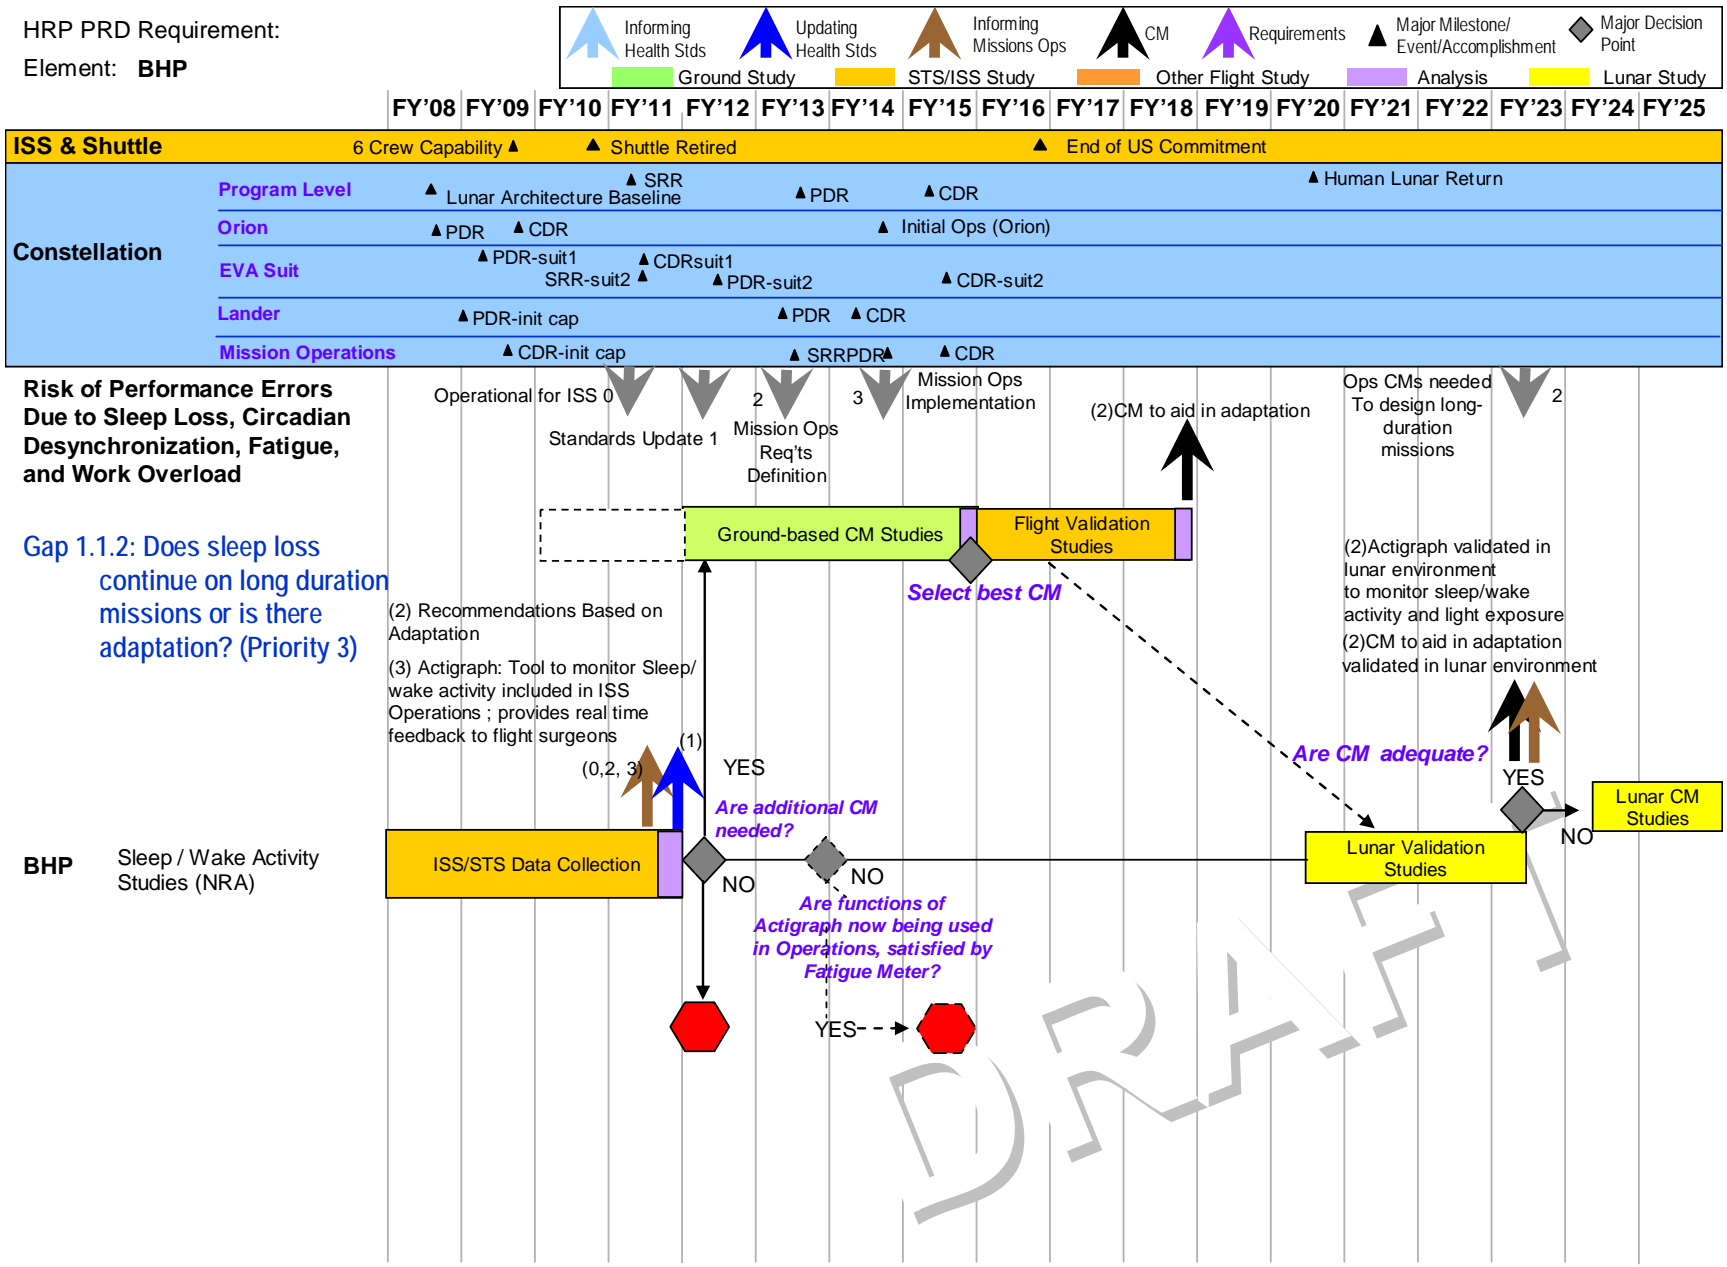 HRP PRD Requirement:
Element: BHP
Informing
Health Stds
Updating
Health Stds
Informing
Missions Ops
CM
Requirements
Major Milestone/
Event/Accomplishment
Major Decision
Point
Ground Study
STS/ISS Study
Other Flight Study
Analysis
Lunar Study
FY'08 FY'09 FY'10 FY'11 FY'12 FY'13 FY'14 FY'15 FY'16 FY'17 FY'18 FY'19 FY'20 FY'21 FY'22 FY'23 FY'24 FY'25
ISS & Shuttle
6 Crew Capability
Shuttle Retired
End of US Commitment
Constellation
Program Level
Lunar Architecture Baseline
SRR
PDR
CDR
Human Lunar Return
Orion
PDR
CDR
Initial Ops (Orion)
EVA Suit
PDR-suit1
CDRsuit1
SRR-suit2
PDR-suit2
CDR-suit2
Lander
PDR-init cap
PDR
CDR
Mission Operations
CDR-init cap
SRR
PDR
CDR
Risk of Performance Errors
Due to Sleep Loss, Circadian
Desynchronization, Fatigue,
and Work Overload
Operational for ISS 0
Standards Update 1
2
Mission Ops
Req'ts
Definition
3
Mission Ops
Implementation
(2)CM to aid in adaptation
Ops CMs needed
To design long-
duration
missions
2
Gap 1.1.2: Does sleep loss
continue on long duration
missions or is there
adaptation? (Priority 3)
Ground-based CM Studies
Flight Validation
Studies
Select best CM
(2) Recommendations Based on
Adaptation
(3) Actigraph: Tool to monitor Sleep/
wake activity included in ISS
Operations ; provides real time
feedback to flight surgeons
(0,2, 3)
(1)
YES
Are additional CM
needed?
(2)Actigraph validated in
lunar environment
to monitor sleep/wake
activity and light exposure
(2)CM to aid in adaptation
validated in lunar environment
Are CM adequate?
YES
NO
Lunar CM
Studies
BHP
Sleep / Wake Activity
Studies (NRA)
ISS/STS Data Collection
NO
NO
Lunar Validation
Studies
Are functions of
Actigraph now being used
in Operations, satisfied by
Fatigue Meter?
YES
DRAFT